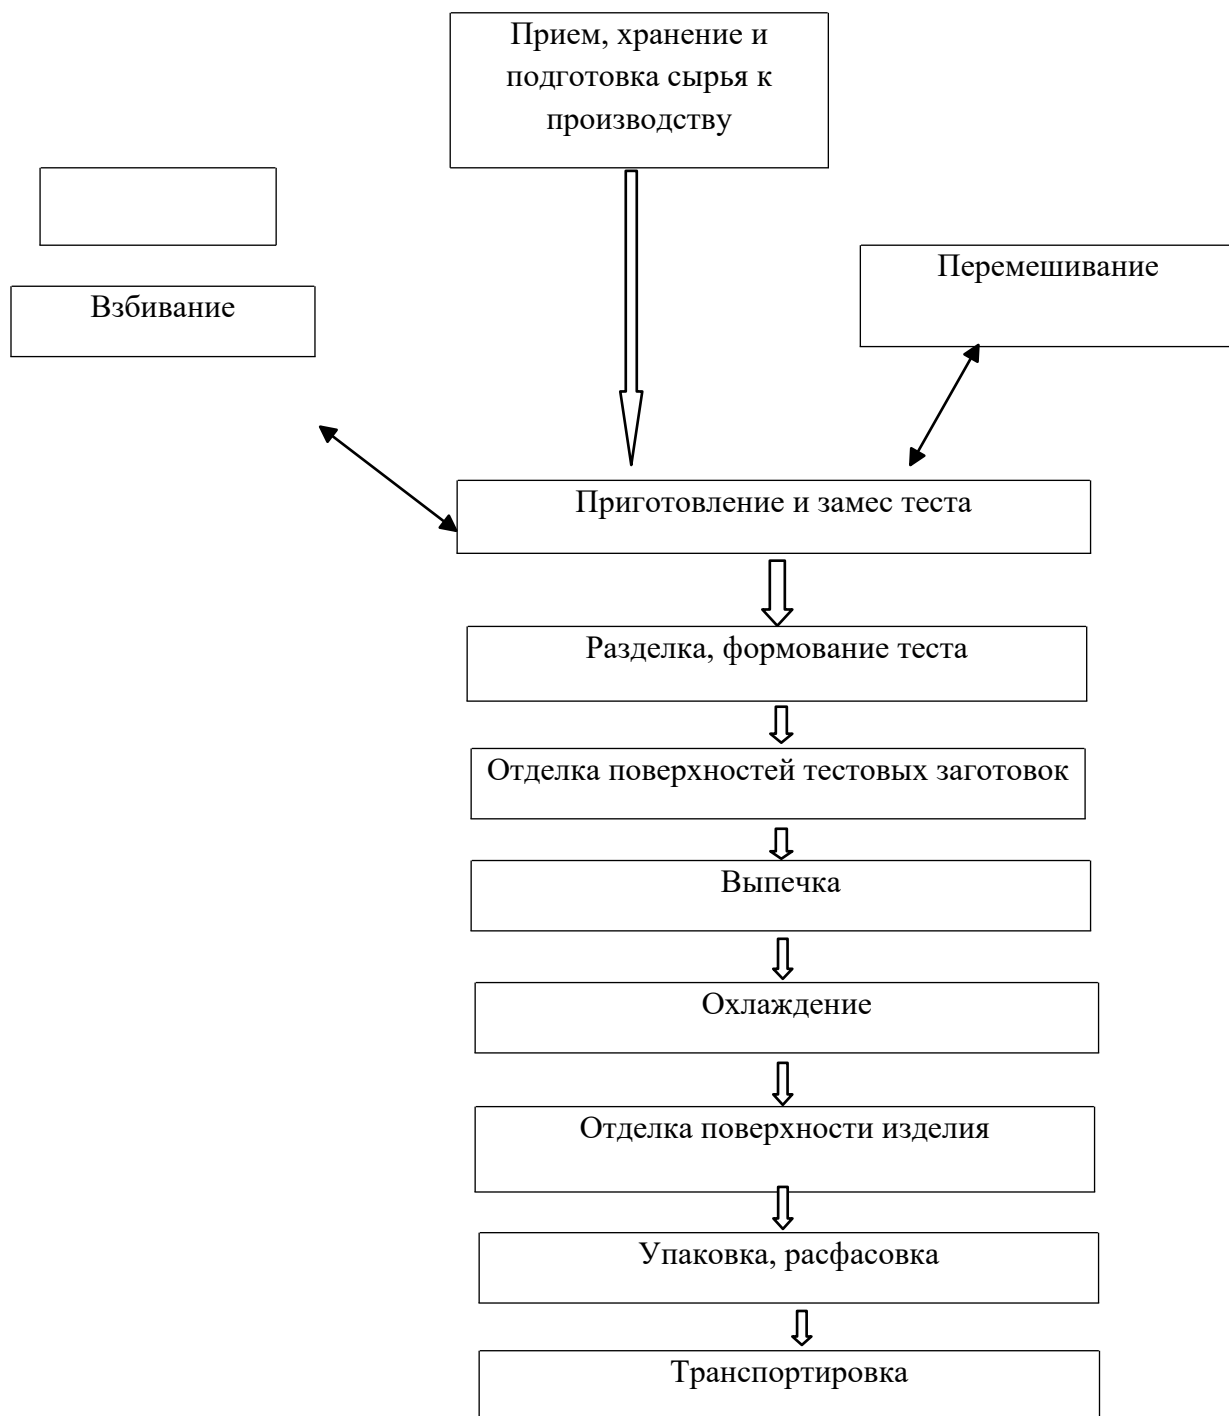 Прием, хранение и
подготовка сырья к
производству
Перемешивание
Взбивание
Приготовление и замес теста
Разделка, формование теста
Отделка поверхностей тестовых заготовок
Выпечка
Охлаждение
Отделка поверхности изделия
Упаковка, расфасовка
Транспортировка